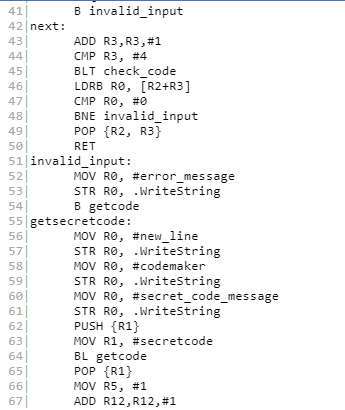 41|      B invalid_input
42|next:
43|      ADD R3,R3,#1
44|      CMP R3, #4
45|      BLT check_code
46|      LDRB R0, [R2+R3]
47|      CMP R0, #0
48|      BNE invalid_input
49|      POP {R2, R3}
50|      RET
51|invalid_input:
52|      MOV R0, #error_message
53|      STR R0, .WriteString
54|      B getcode
55|getsecretcode:
56|      MOV R0, #new_line
57|      STR R0, .WriteString
58|      MOV R0, #codemaker
59|      STR R0, .WriteString
60|      MOV R0, #secret_code_message
61|      STR R0, .WriteString
62|      PUSH {R1}
63|      MOV R1, #secretcode
64|      BL getcode
65|      POP {R1}
66|      MOV R5, #1
67|      ADD R12,R12,#1